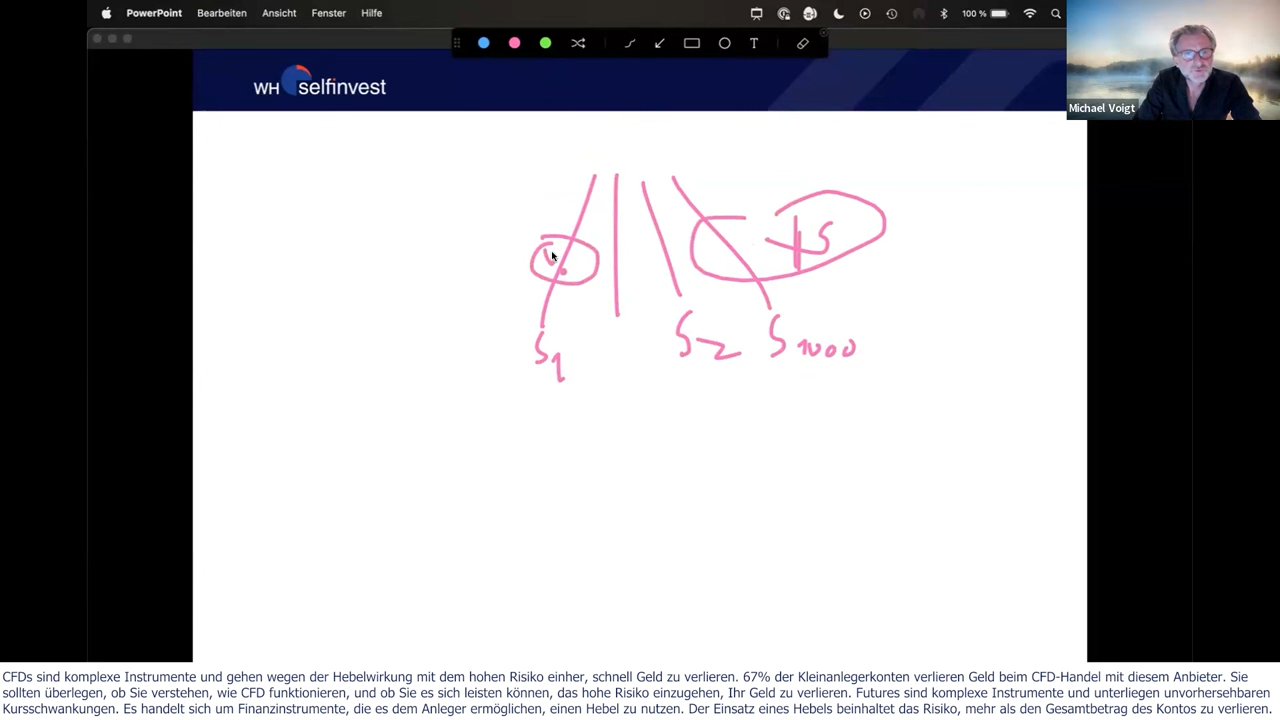 PowerPoint Bearbeiten Ansicht Fenster Hilfe 100 %
T
WH selfinvest
Michael Voigt
S
S1 S2 S1000
CFDs sind komplexe Instrumente und gehen wegen der Hebelwirkung mit dem hohen Risiko einher, schnell Geld zu verlieren. 67% der Kleinanlegerkonten verlieren Geld beim CFD-Handel mit diesem Anbieter. Sie
sollten überlegen, ob Sie verstehen, wie CFD funktionieren, und ob Sie es sich leisten können, das hohe Risiko einzugehen, Ihr Geld zu verlieren. Futures sind komplexe Instrumente und unterliegen unvorhersehbaren
Kursschwankungen. Es handelt sich um Finanzinstrumente, die es dem Anleger ermöglichen, einen Hebel zu nutzen. Der Einsatz eines Hebels beinhaltet das Risiko, mehr als den Gesamtbetrag des Kontos zu verlieren.